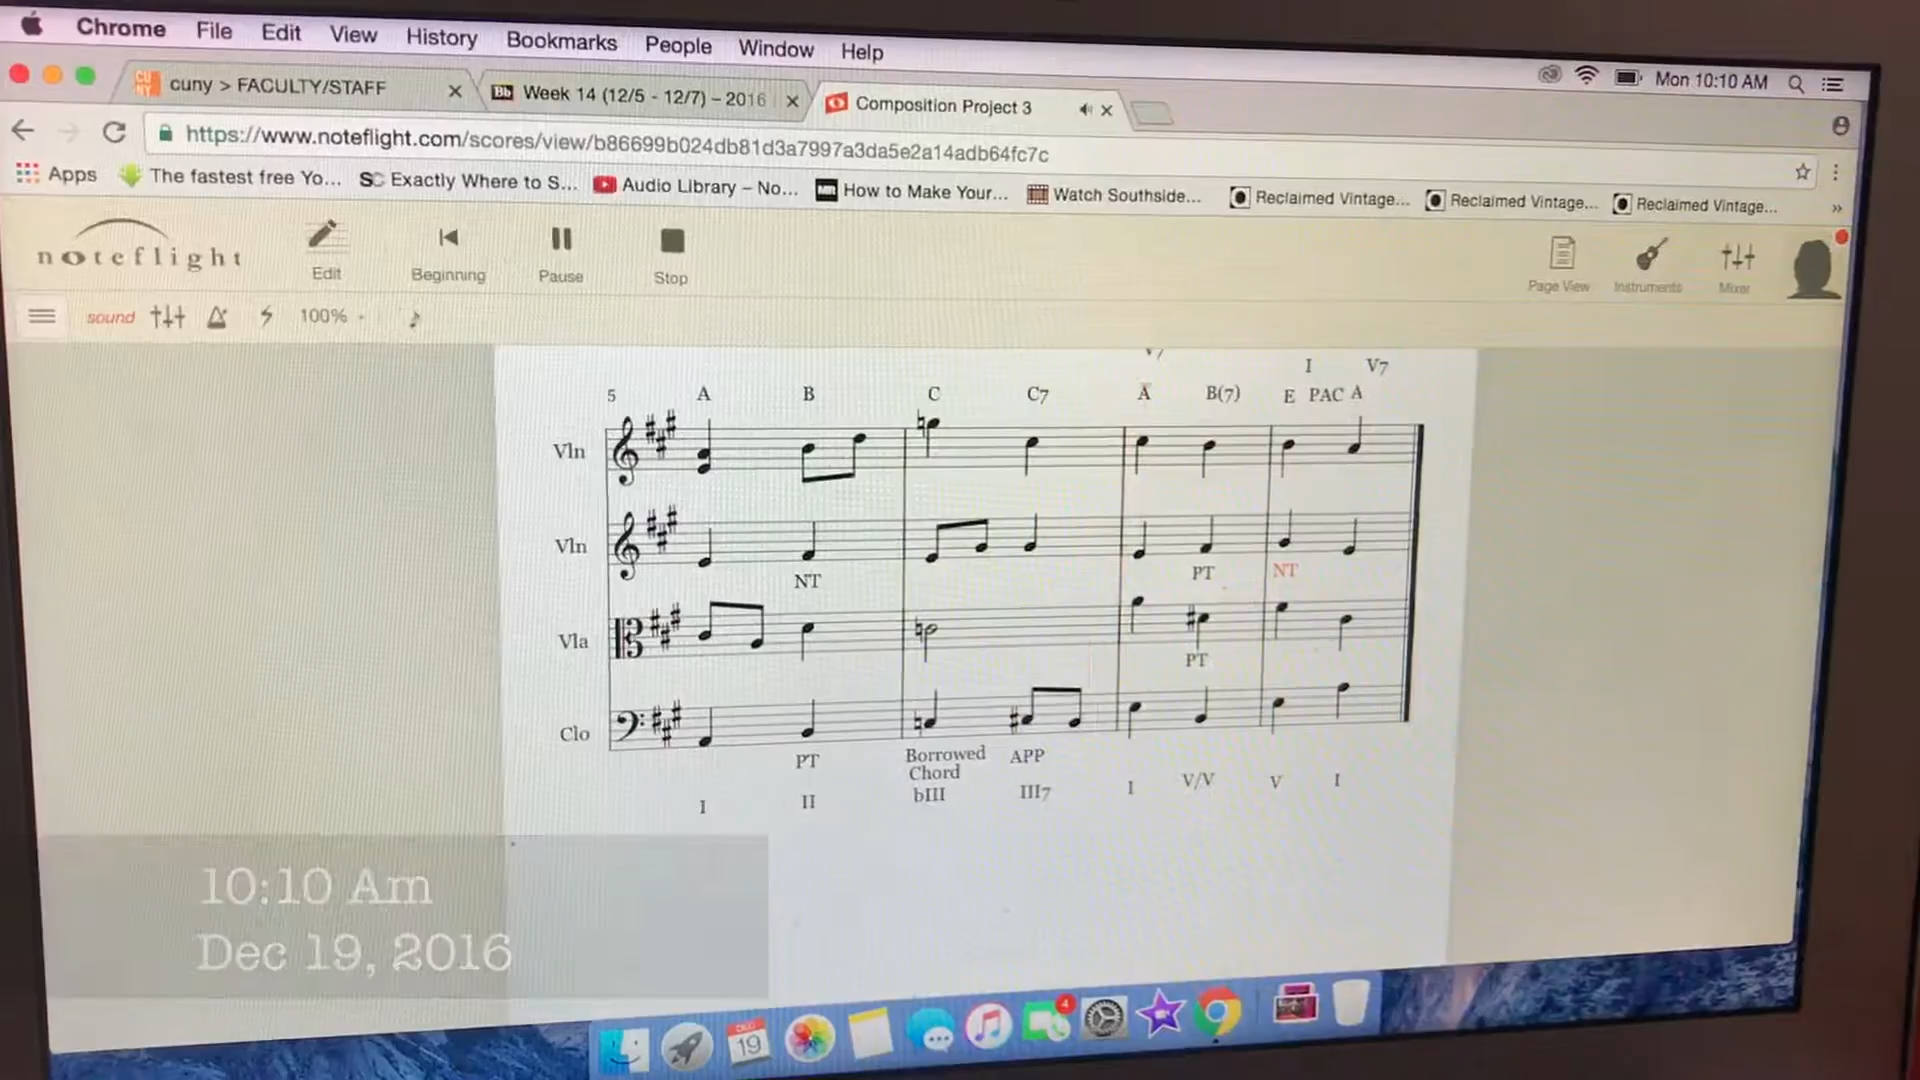 Chrome File Edit View History Bookmarks People Window Help
Mon 10:10 AM
cuny > FACULTY/STAFF
Bb Week 14 (12/5 - 12/7) – 2016
Composition Project 3
https://www.noteflight.com/scores/view/b86699b024db81d3a7997a3da5e2a14adb64fc7c
Apps The fastest free Yo... SC Exactly Where to S... Audio Library – No... How to Make Your... Watch Southside... Reclaimed Vintage... Reclaimed Vintage... Reclaimed Vintage... »
noteflight
Edit Beginning Pause Stop Page View Instruments Mixer
sound 100%
I V7
5 A B C C7 A B(7) E PAC A
Vln
Vln
NT PT NT
Vla
PT
Clo
PT Borrowed APP
Chord
I II bIII III7 I V/V V I
10:10 Am
Dec 19, 2016
DEC
19
4